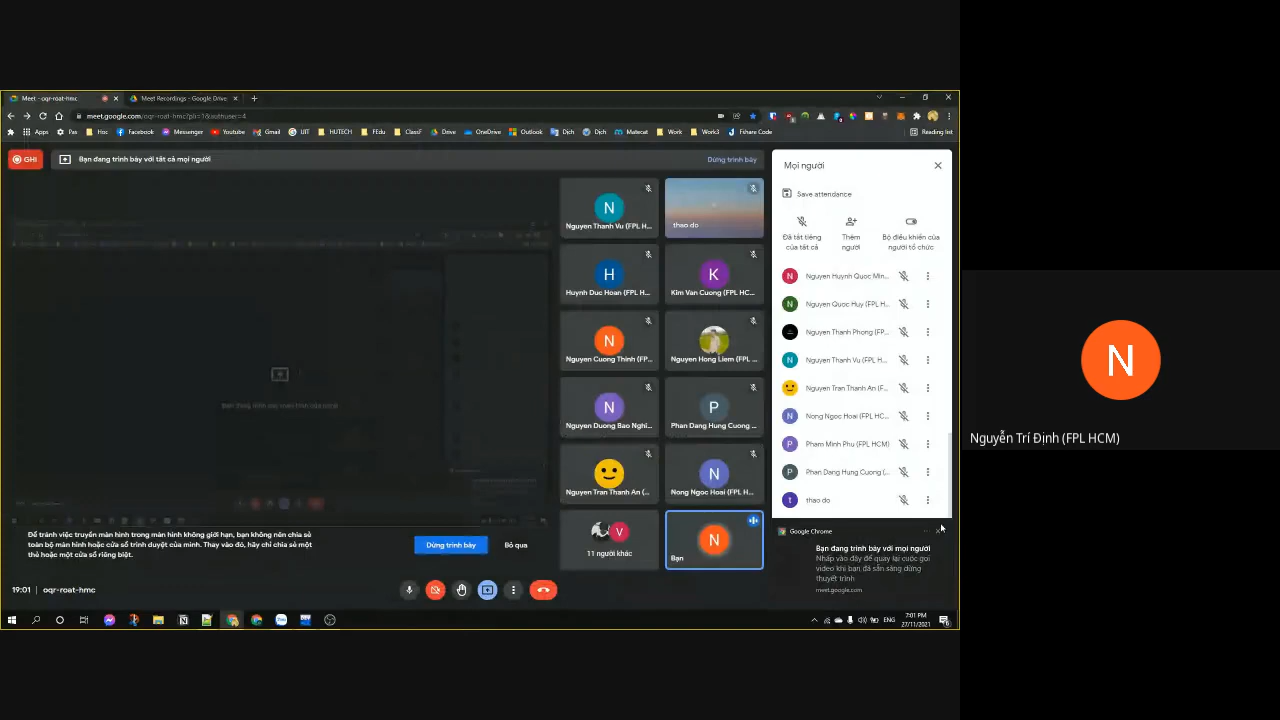 Meet - oqr-roat-hmc
Meet Recordings - Google Drive
meet.google.com/oqr-roat-hmc?pli=1&authuser=4
Apps
Pav
Hoc
Facebook
Messenger
Youtube
Gmail
UIT
HUTECH
FEdu
ClassF
Drive
OneDrive
Outlook
Dich
Dich
Matecat
Work
Work3
Fshare Code
Reading list
GHI
Bạn đang trình bày với tất cả mọi người
Dừng trình bày
N
Nguyen Thanh Vu (FPL H...
thao do
H
Huynh Duc Hoan (FPL H...
K
Kim Van Cuong (FPL HC...
N
Nguyen Cuong Thinh (FP...
Nguyen Hong Liem (FPL ...
N
Nguyen Duong Bao Nghi...
P
Phan Dang Hung Cuong ...
Nguyen Tran Thanh An (...
N
Nong Ngoc Hoai (FPL H...
V
11 người khác
N
Bạn
Để tránh việc truyền màn hình trong màn hình không giới hạn, bạn không nên chia sẻ
toàn bộ màn hình hoặc cửa sổ trình duyệt của mình. Thay vào đó, hãy chỉ chia sẻ một
thẻ hoặc một cửa sổ riêng biệt.
Dừng trình bày
Bỏ qua
19:01
oqr-roat-hmc
Mọi người
Save attendance
Đã tắt tiếng
của tất cả
Thêm
người
Bộ điều khiển của
người tổ chức
N
Nguyen Huynh Quoc Min...
N
Nguyen Quoc Huy (FPL H...
Nguyen Thanh Phong (FP...
N
Nguyen Thanh Vu (FPL H...
Nguyen Tran Thanh An (F...
N
Nong Ngoc Hoai (FPL HC...
P
Pham Minh Phu (FPL HCM)
P
Phan Dang Hung Cuong (...
t
thao do
Google Chrome
Bạn đang trình bày với mọi người
Nhấp vào đây để quay lại cuộc gọi
video khi bạn đã sẵn sàng dừng
thuyết trình
meet.google.com
ENG
7:01 PM
27/11/2021
N
Nguyễn Trí Định (FPL HCM)